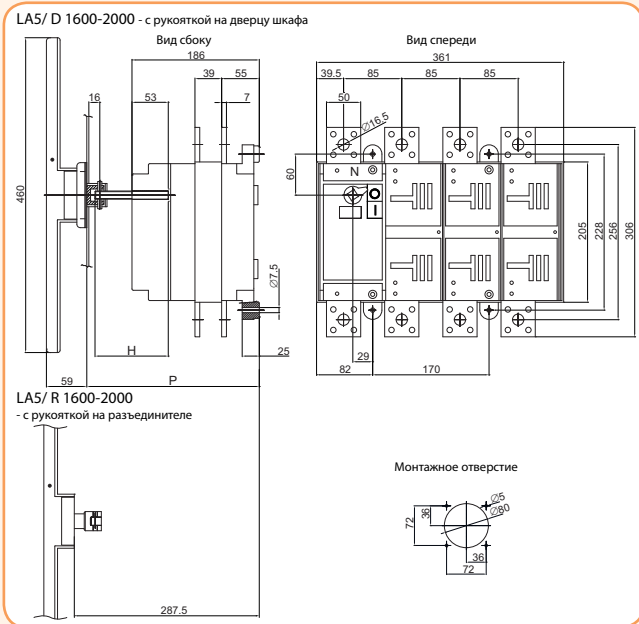 LA5/ D 1600-2000 - с рукояткой на дверцу шкафа
Вид сбоку
Вид спереди
186
361
39
55
39.5
85
85
85
16
53
7
50
Ø16.5
N
60
O
I
460
205
228
256
306
Ø7.5
25
H
29
59
P
82
170
LA5/ R 1600-2000
- с рукояткой на разъединителе
Монтажное отверстие
Ø5
Ø80
36
72
36
72
287.5